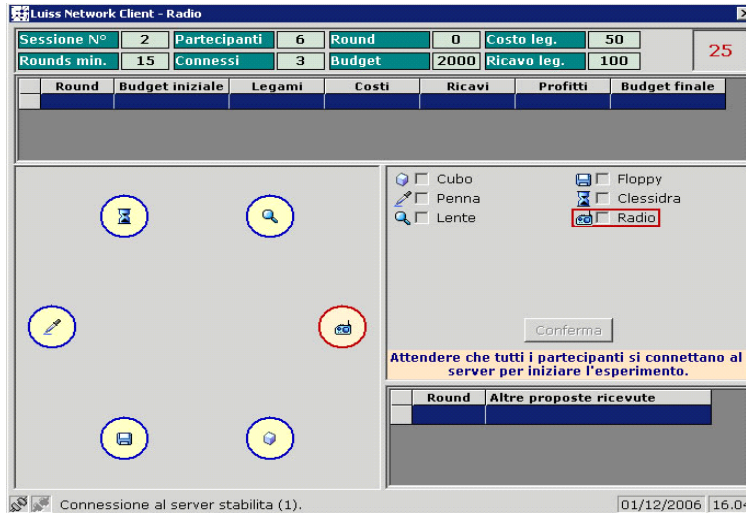 Luiss Network Client - Radio
Sessione N° 2 Partecipanti 6 Round 0 Costo leg. 50 25
Rounds min. 15 Connessi 3 Budget 2000 Ricavo leg. 100
Round Budget iniziale Legami Costi Ricavi Profitti Budget finale
Cubo Floppy
Penna Clessidra
Lente Radio
Conferma
Attendere che tutti i partecipanti si connettano al
server per iniziare l'esperimento.
Round Altre proposte ricevute
Connessione al server stabilita (1). 01/12/2006 16.04